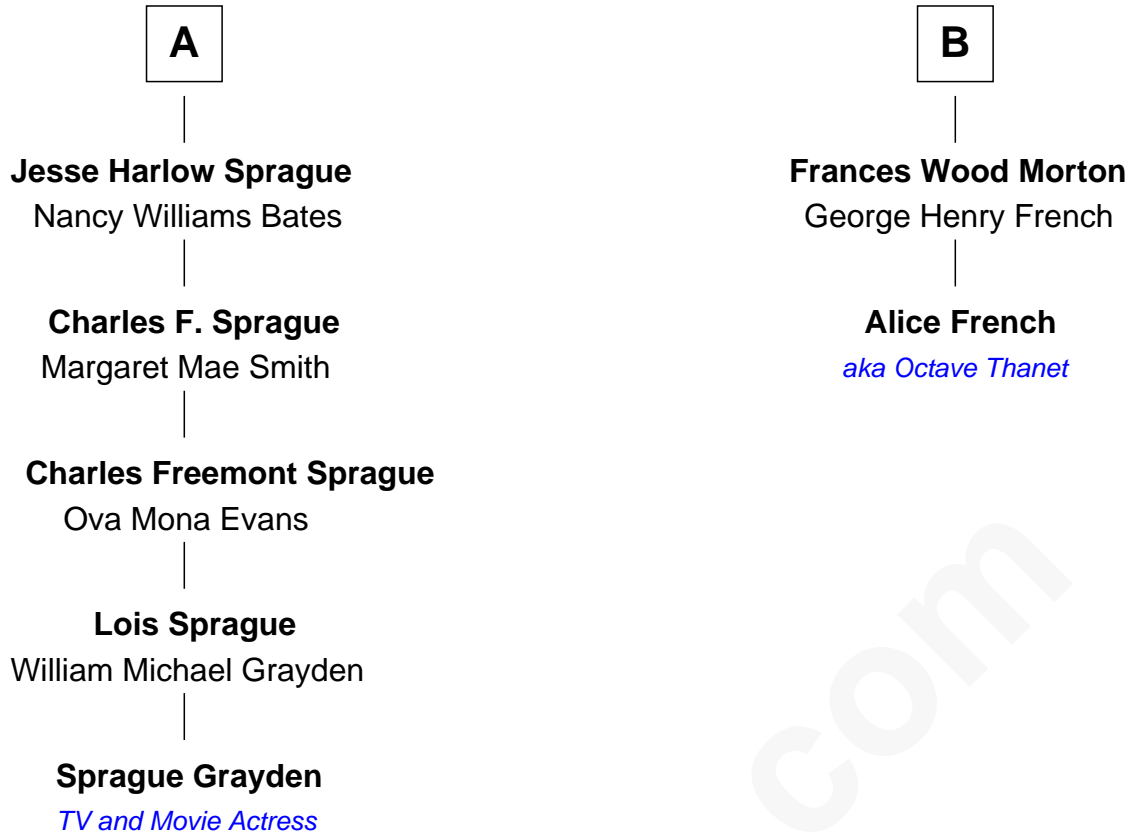 A
Jesse Harlow Sprague
Nancy Williams Bates
Charles F. Sprague
Margaret Mae Smith
Charles Freemont Sprague
Ova Mona Evans
Lois Sprague
William Michael Grayden
Sprague Grayden
TV and Movie Actress
B
Frances Wood Morton
George Henry French
Alice French
aka Octave Thanet
com